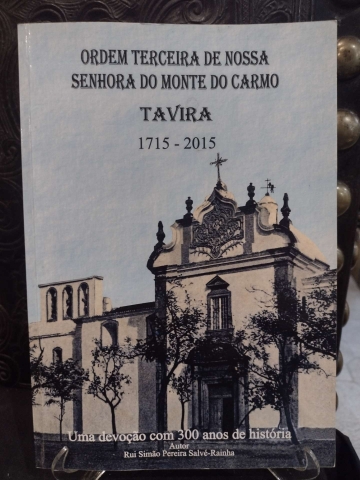 ORDEM TERCEIRA DE NOSSA
SENHORA DO MONTE DO CARMO
TAVIRA
1715 - 2015
Uma devoção com 300 anos de história
Autor
Rui Simão Pereira Salvé-Rainha